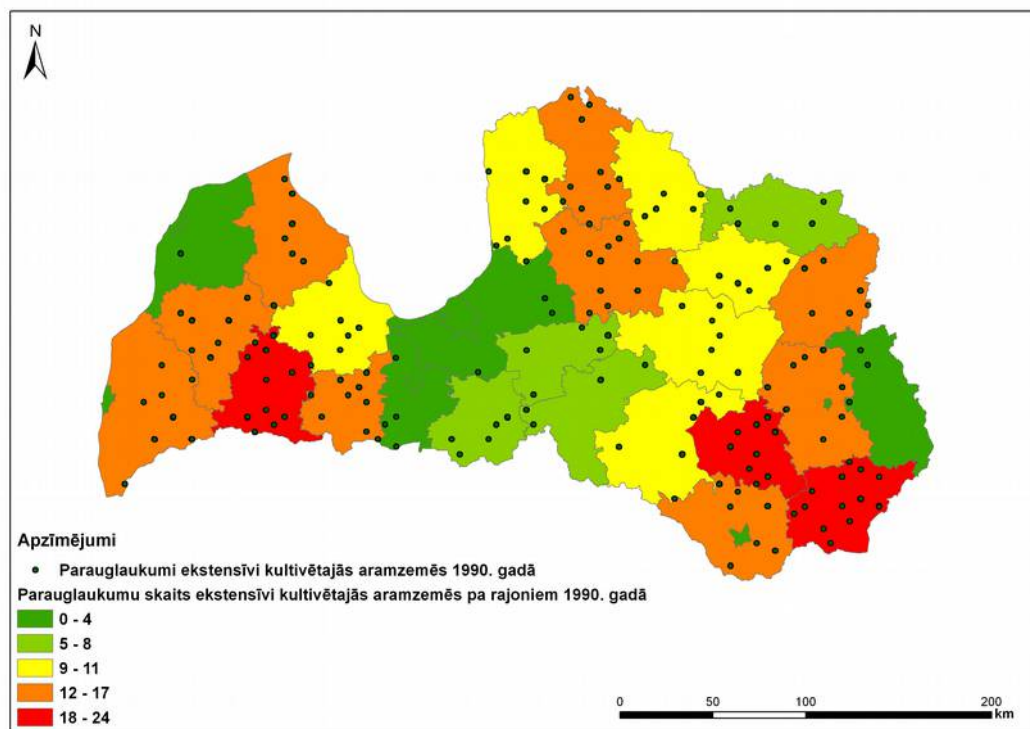 N
Apzīmējumi
Parauglaukumi ekstensīvi kultivētajās aramzemēs 1990. gadā
Parauglaukumu skaits ekstensīvi kultivētajās aramzemēs pa rajoniem 1990. gadā
0 - 4
5 - 8
9 - 11
12 - 17
18 - 24
0 50 100 200
km